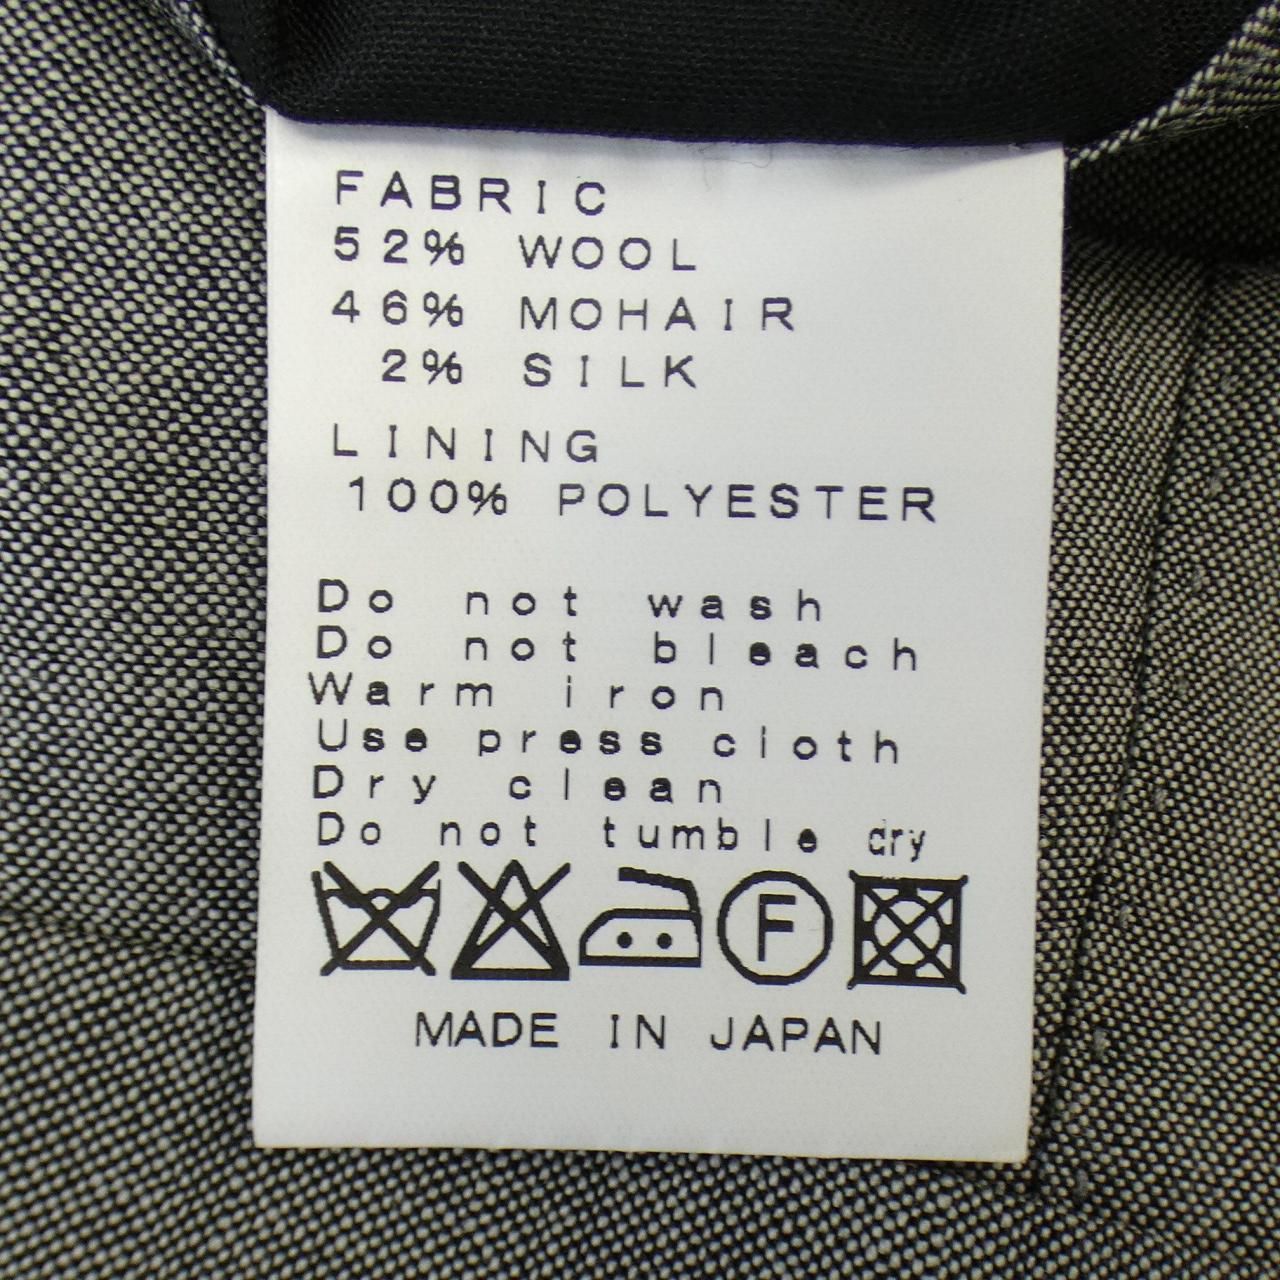 FABRIC
52% WOOL
46% MOHAIR
2% SILK
LINING
100% POLYESTER
Do not wash
Do not bleach
Warm iron
Use press cloth
Dry clean
Do not tumble dry
F
MADE IN JAPAN